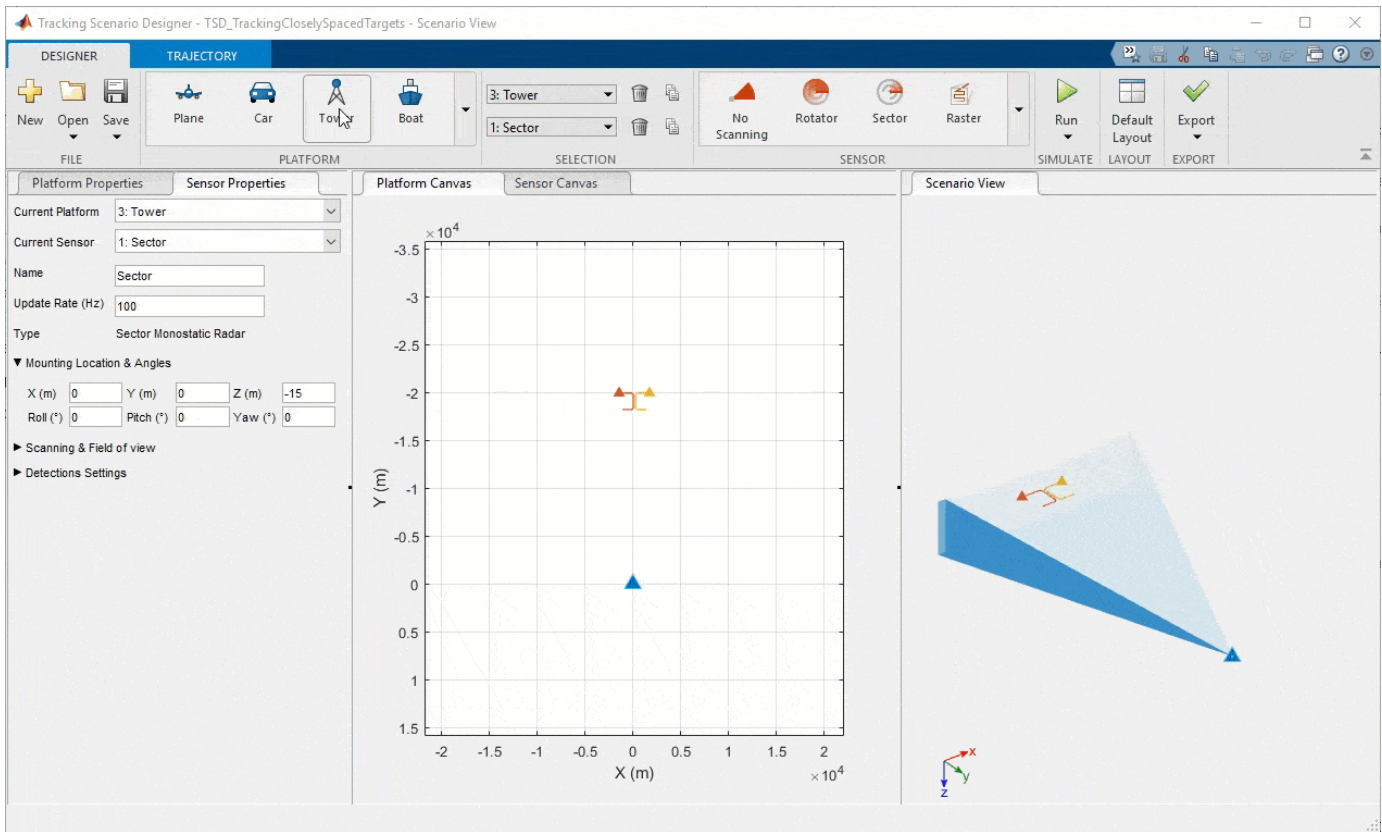 Tracking Scenario Designer - TSD_TrackingCloselySpacedTargets - Scenario View
DESIGNER TRAJECTORY
New Open Save
Plane Car Tower Boat
3: Tower
1: Sector
No Scanning Rotator Sector Raster
Run Default Layout Export
FILE PLATFORM SELECTION SENSOR SIMULATE LAYOUT EXPORT
Platform Properties Sensor Properties
Current Platform 3: Tower
Current Sensor 1: Sector
Name Sector
Update Rate (Hz) 100
Type Sector Monostatic Radar
Mounting Location & Angles
X (m) 0 Y (m) 0 Z (m) -15
Roll (°) 0 Pitch (°) 0 Yaw (°) 0
Scanning & Field of view
Detections Settings
Platform Canvas Sensor Canvas
×10⁴
-3.5
-3
-2.5
-2
-1.5
-1
-0.5
0
0.5
1
1.5
Y (m)
-2 -1.5 -1 -0.5 0 0.5 1 1.5 2
X (m) ×10⁴
Scenario View
x
y
z